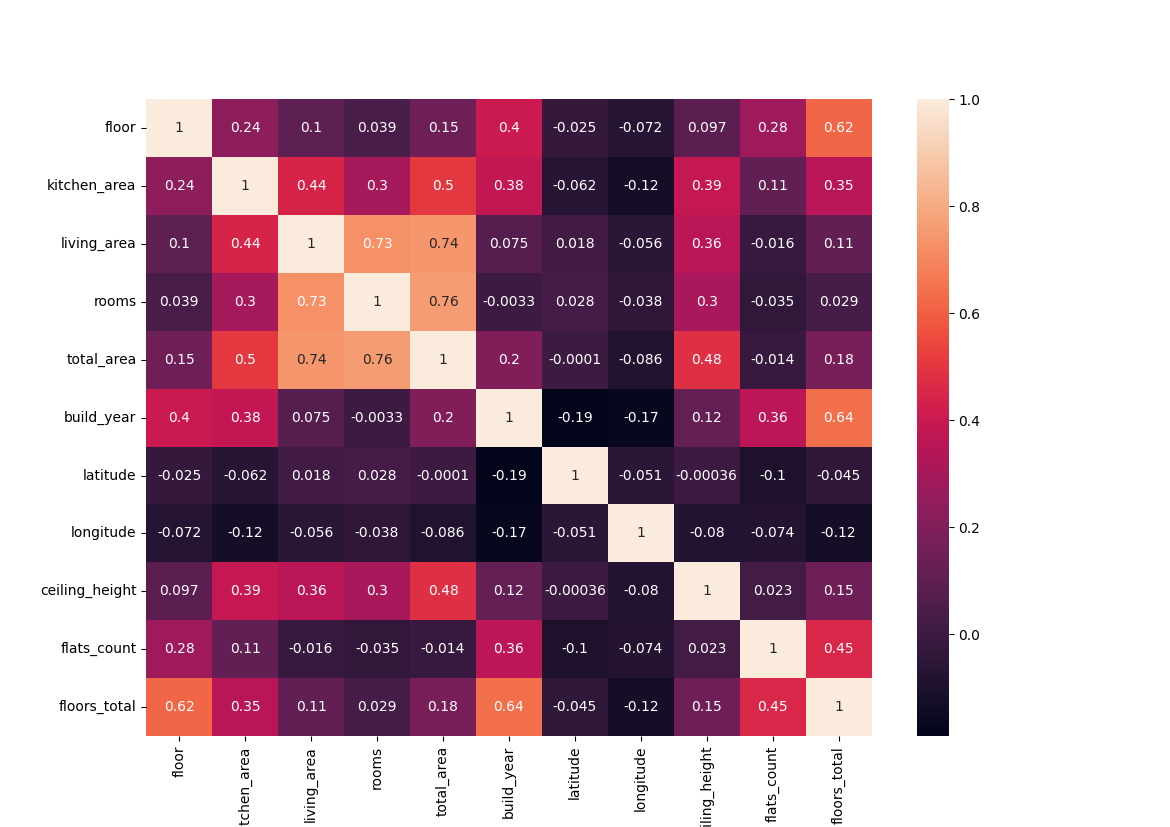 floor 1 0.24 0.1 0.039 0.15 0.4 -0.025 -0.072 0.097 0.28 0.62
kitchen_area 0.24 1 0.44 0.3 0.5 0.38 -0.062 -0.12 0.39 0.11 0.35
living_area 0.1 0.44 1 0.73 0.74 0.075 0.018 -0.056 0.36 -0.016 0.11
rooms 0.039 0.3 0.73 1 0.76 -0.0033 0.028 -0.038 0.3 -0.035 0.029
total_area 0.15 0.5 0.74 0.76 1 0.2 -0.0001 -0.086 0.48 -0.014 0.18
build_year 0.4 0.38 0.075 -0.0033 0.2 1 -0.19 -0.17 0.12 0.36 0.64
latitude -0.025 -0.062 0.018 0.028 -0.0001 -0.19 1 -0.051 -0.00036 -0.1 -0.045
longitude -0.072 -0.12 -0.056 -0.038 -0.086 -0.17 -0.051 1 -0.08 -0.074 -0.12
ceiling_height 0.097 0.39 0.36 0.3 0.48 0.12 -0.00036 -0.08 1 0.023 0.15
flats_count 0.28 0.11 -0.016 -0.035 -0.014 0.36 -0.1 -0.074 0.023 1 0.45
floors_total 0.62 0.35 0.11 0.029 0.18 0.64 -0.045 -0.12 0.15 0.45 1
floor
tchen_area
living_area
rooms
total_area
build_year
latitude
longitude
iling_height
flats_count
floors_total
1.0
0.8
0.6
0.4
0.2
0.0